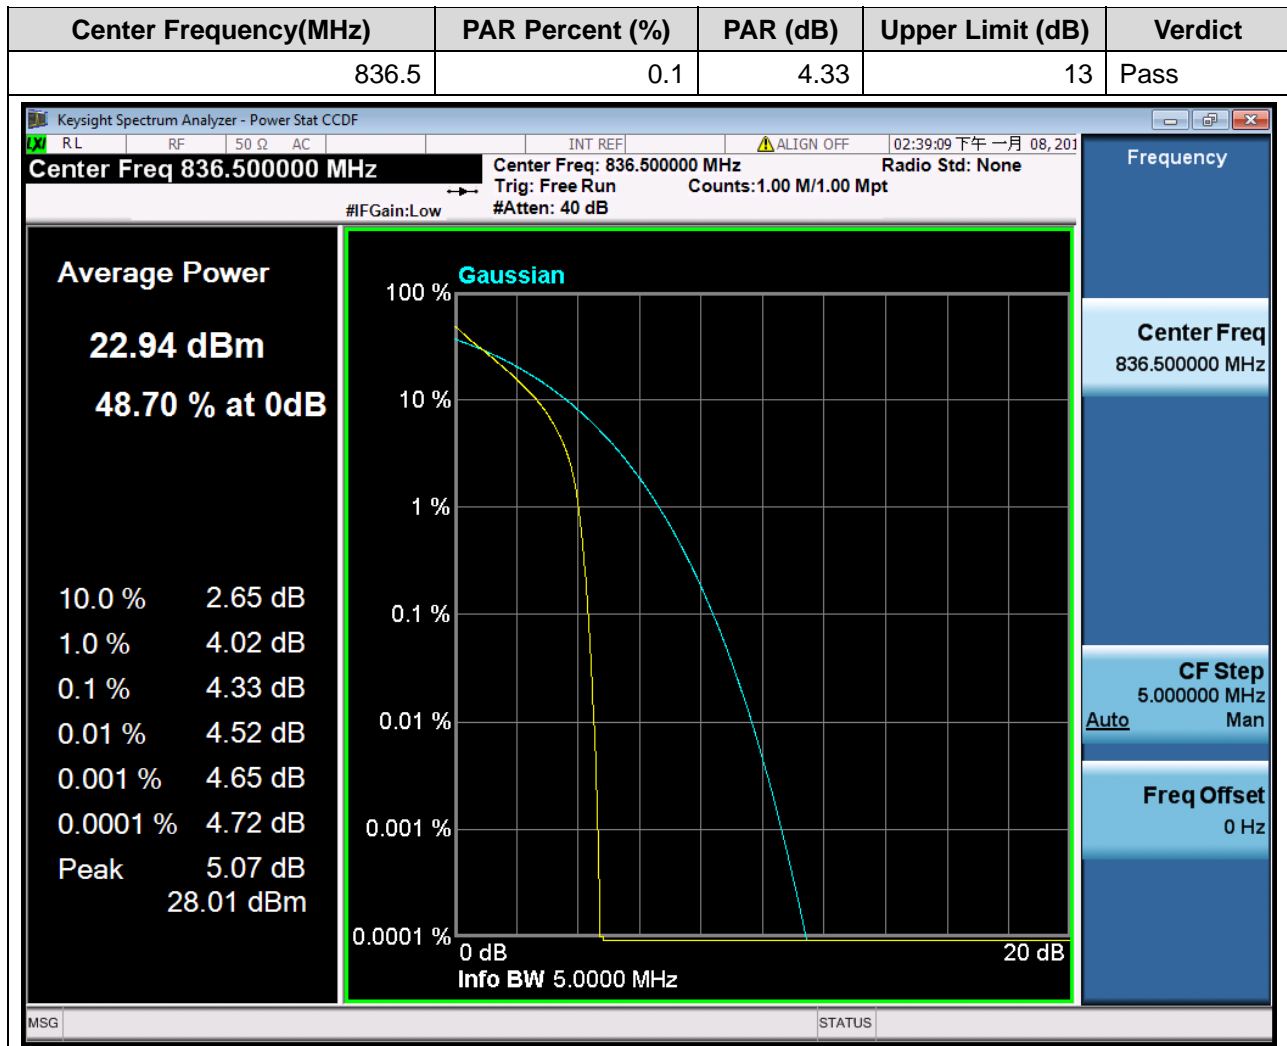 Center Frequency(MHz) PAR Percent (%) PAR (dB) Upper Limit (dB) Verdict
836.5 0.1 4.33 13 Pass
Keysight Spectrum Analyzer - Power Stat CCDF
LXI RL RF 50 Ω AC INT REF ALIGN OFF 02:39:09 下午 一月 08, 201
Center Freq 836.500000 MHz
Center Freq: 836.500000 MHz Radio Std: None
Trig: Free Run Counts:1.00 M/1.00 Mpt
#IFGain:Low #Atten: 40 dB
Average Power
22.94 dBm
48.70 % at 0dB
10.0 % 2.65 dB
1.0 % 4.02 dB
0.1 % 4.33 dB
0.01 % 4.52 dB
0.001 % 4.65 dB
0.0001 % 4.72 dB
Peak 5.07 dB
28.01 dBm
Gaussian
100 %
10 %
1 %
0.1 %
0.01 %
0.001 %
0.0001 %
0 dB 20 dB
Info BW 5.0000 MHz
Frequency
Center Freq
836.500000 MHz
CF Step
5.000000 MHz
Auto Man
Freq Offset
0 Hz
MSG STATUS